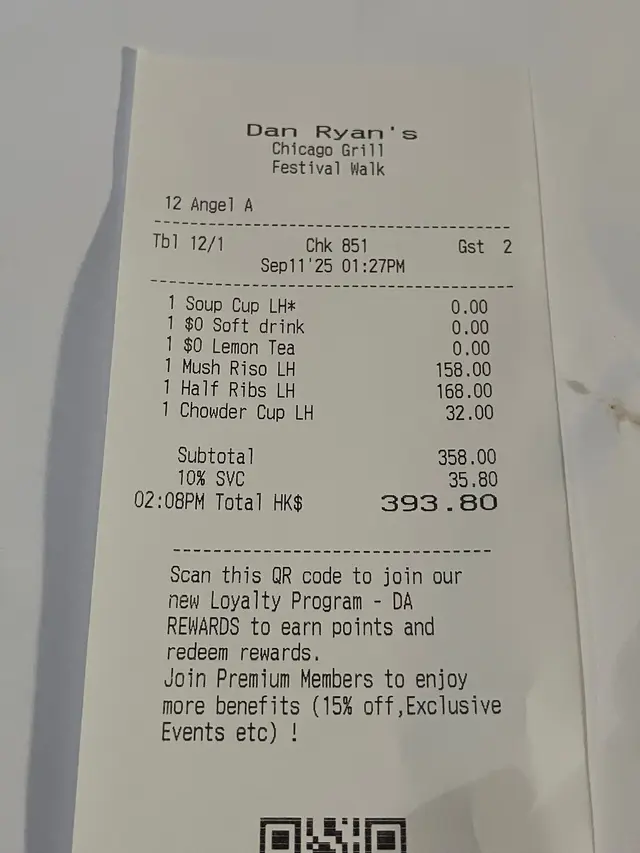 Dan Ryan's
Chicago Grill
Festival Walk
12 Angel A
Tbl 12/1 Chk 851 Gst 2
Sep11'25 01:27PM
1 Soup Cup LH* 0.00
1 $0 Soft drink 0.00
1 $0 Lemon Tea 0.00
1 Mush Riso LH 158.00
1 Half Ribs LH 168.00
1 Chowder Cup LH 32.00
Subtotal 358.00
10% SVC 35.80
02:08PM Total HK$ 393.80
Scan this QR code to join our
new Loyalty Program - DA
REWARDS to earn points and
redeem rewards.
Join Premium Members to enjoy
more benefits (15% off,Exclusive
Events etc) !